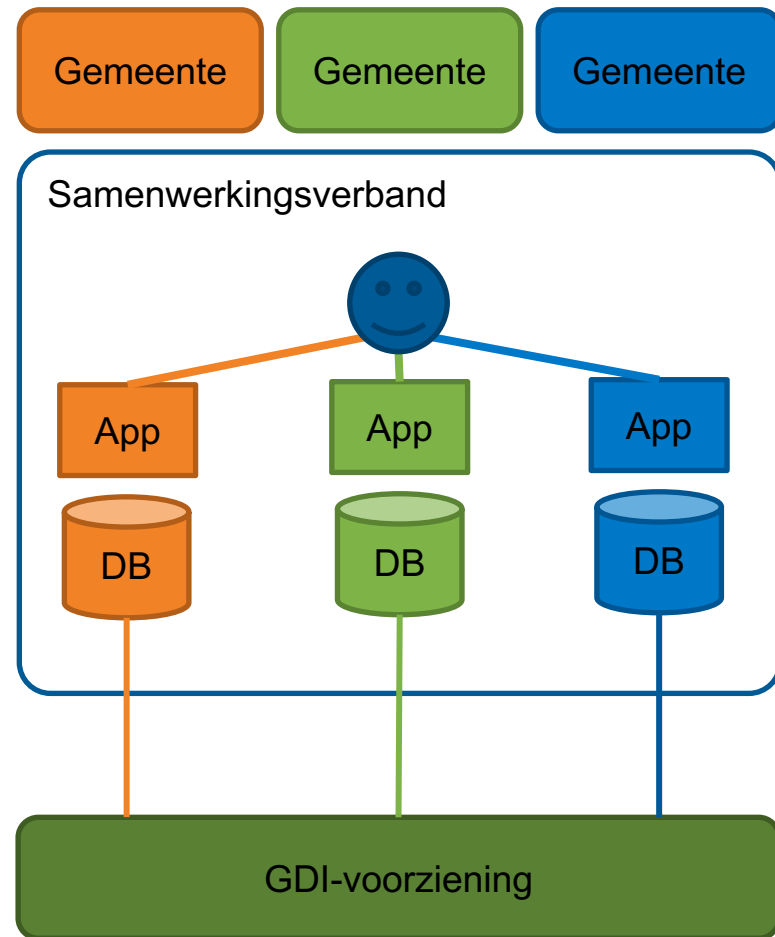 Gemeente
Gemeente
Gemeente
Samenwerkingsverband
App
App
App
DB
DB
DB
GDI-voorziening